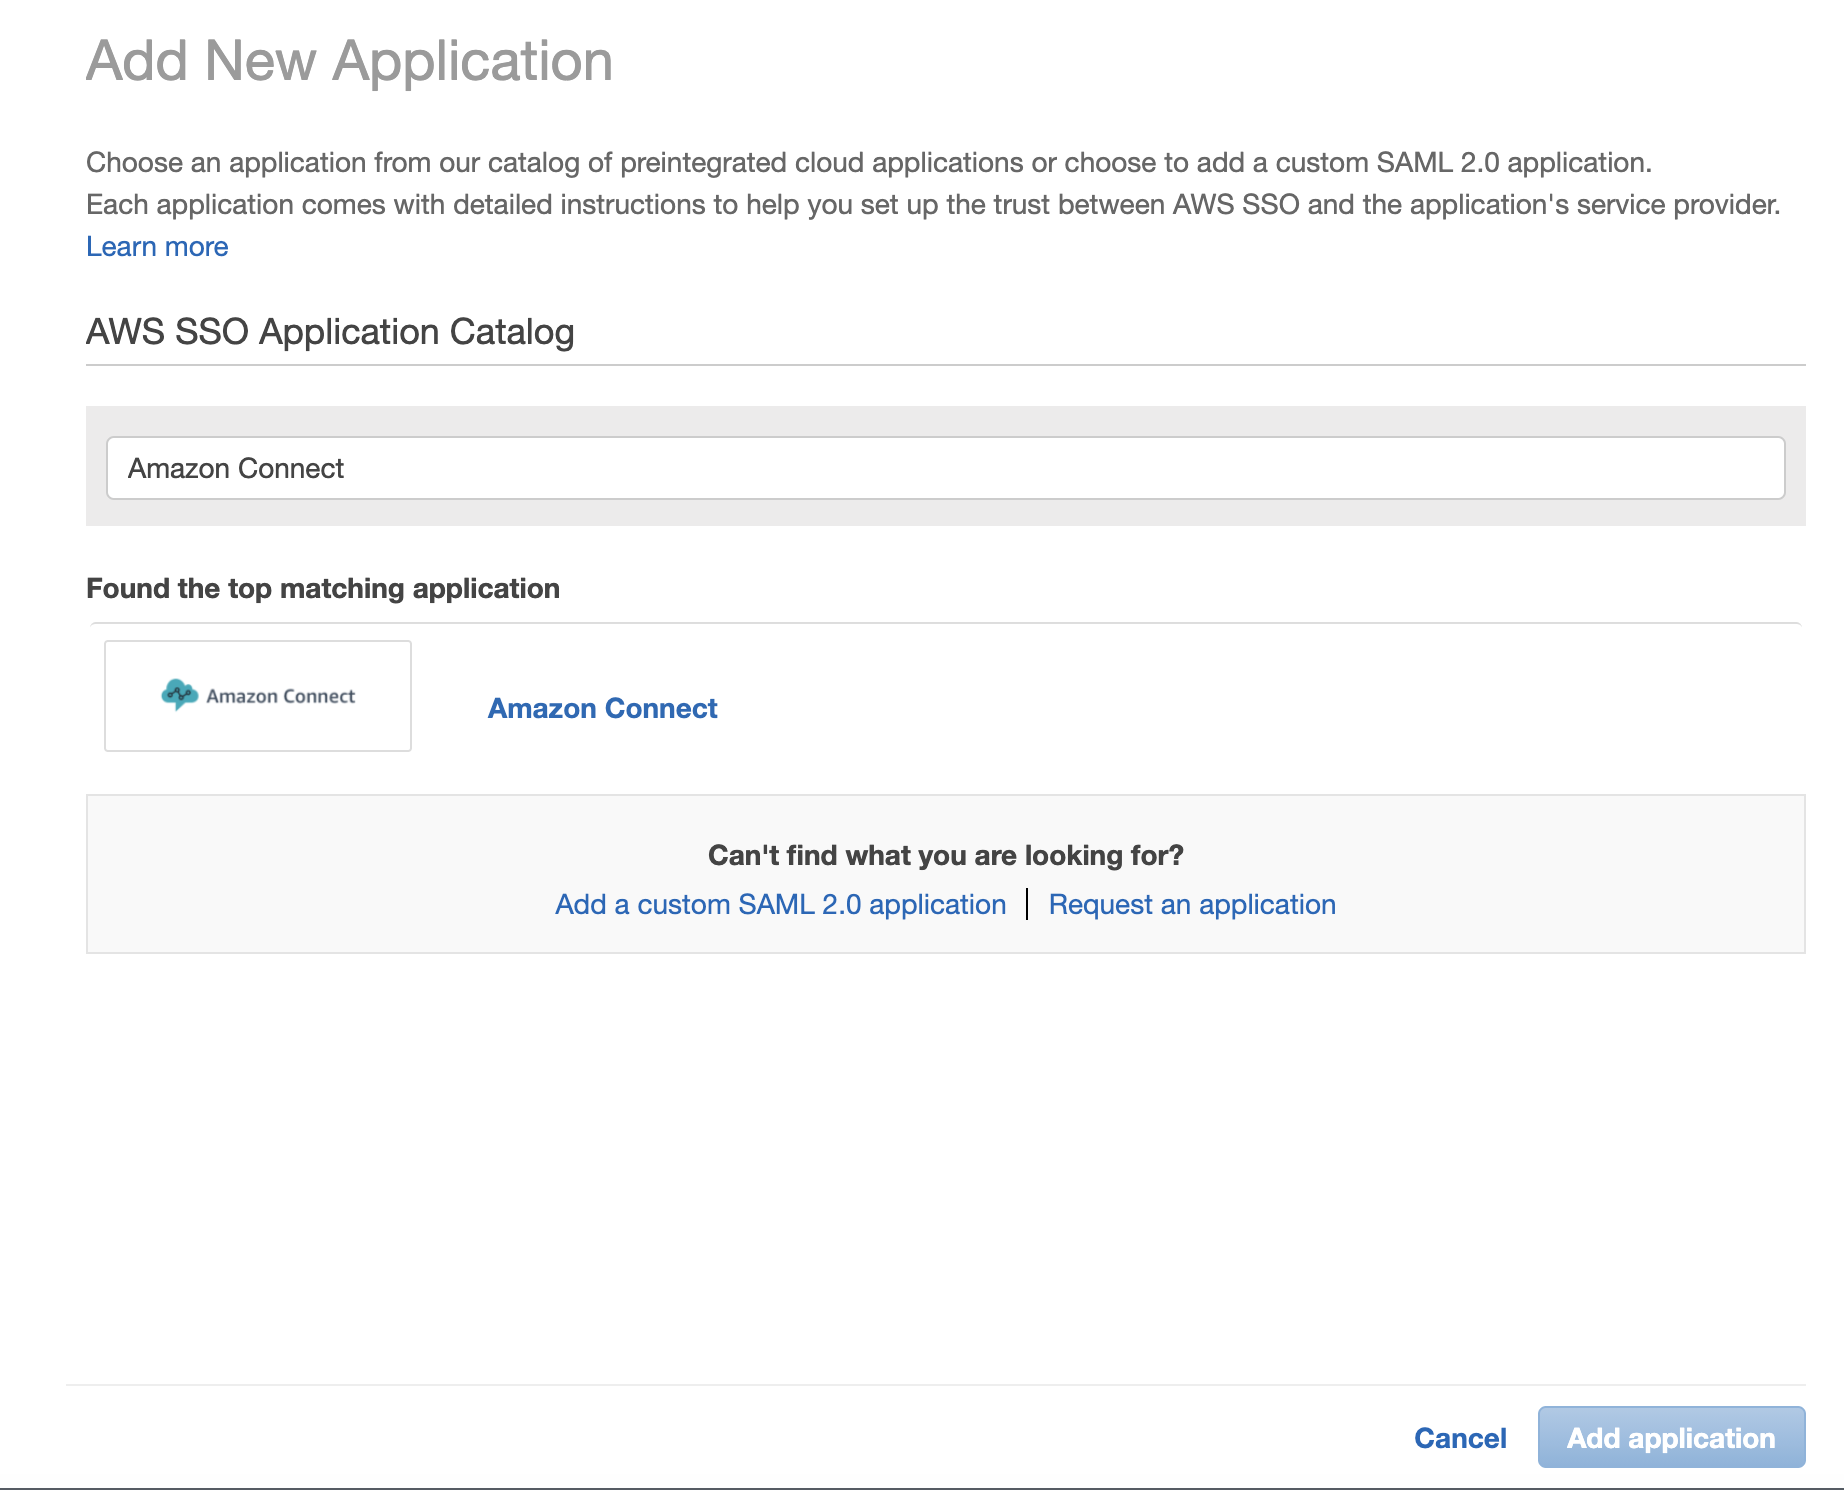 Add New Application
Choose an application from our catalog of preintegrated cloud applications or choose to add a custom SAML 2.0 application.
Each application comes with detailed instructions to help you set up the trust between AWS SSO and the application's service provider.
Learn more
AWS SSO Application Catalog
Amazon Connect
Found the top matching application
Amazon Connect
Amazon Connect
Can't find what you are looking for?
Add a custom SAML 2.0 application | Request an application
Cancel
Add application